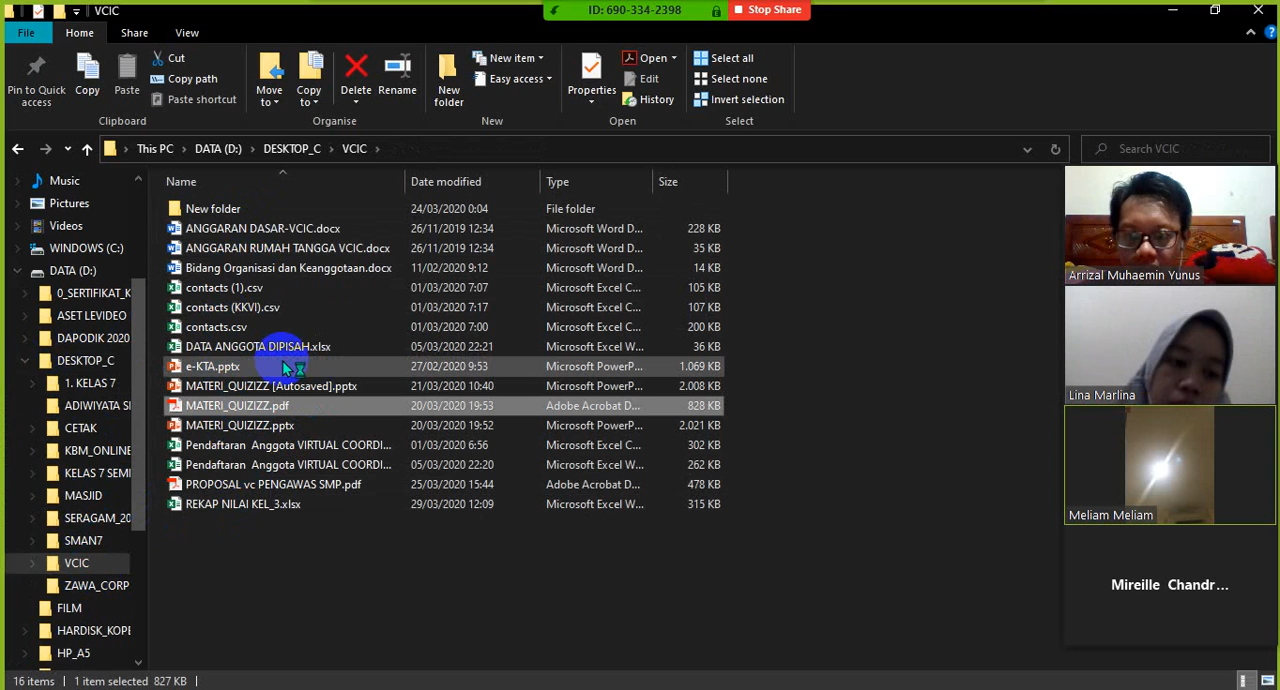 VCIC
ID: 690-334-2398
Stop Share
File
Home
Share
View
Pin to Quick access
Copy
Paste
Cut
Copy path
Paste shortcut
Clipboard
Move to
Copy to
Delete
Rename
Organise
New folder
New item
Easy access
New
Properties
Open
Edit
History
Open
Select all
Select none
Invert selection
Select
This PC > DATA (D:) > DESKTOP_C > VCIC >
Search VCIC
Music
Pictures
Videos
WINDOWS (C:)
DATA (D:)
0_SERTIFIKAT_K
ASET LEVIDEO
DAPODIK 2020
DESKTOP_C
1. KELAS 7
ADIWIYATA S
CETAK
KBM_ONLINE
KELAS 7 SEM
MASJID
SERAGAM_20
SMAN7
VCIC
ZAWA_CORP
FILM
HARDISK_KOPE
HP_A5
Name Date modified Type Size
New folder 24/03/2020 0:04 File folder
ANGGARAN DASAR-VCIC.docx 26/11/2019 12:34 Microsoft Word D... 228 KB
ANGGARAN RUMAH TANGGA VCIC.docx 26/11/2019 12:34 Microsoft Word D... 35 KB
Bidang Organisasi dan Keanggotaan.docx 11/02/2020 9:12 Microsoft Word D... 14 KB
contacts (1).csv 01/03/2020 7:07 Microsoft Excel C... 105 KB
contacts (KKVI).csv 01/03/2020 7:17 Microsoft Excel C... 107 KB
contacts.csv 01/03/2020 7:00 Microsoft Excel C... 200 KB
DATA ANGGOTA DIPISAH.xlsx 05/03/2020 22:21 Microsoft Excel W... 36 KB
e-KTA.pptx 27/02/2020 9:53 Microsoft PowerP... 1.069 KB
MATERI_QUIZIZZ [Autosaved].pptx 21/03/2020 10:40 Microsoft PowerP... 2.008 KB
MATERI_QUIZIZZ.pdf 20/03/2020 19:53 Adobe Acrobat D... 828 KB
MATERI_QUIZIZZ.pptx 20/03/2020 19:52 Microsoft PowerP... 2.021 KB
Pendaftaran Anggota VIRTUAL COORDI... 01/03/2020 6:56 Microsoft Excel C... 302 KB
Pendaftaran Anggota VIRTUAL COORDI... 05/03/2020 22:20 Microsoft Excel W... 262 KB
PROPOSAL vc PENGAWAS SMP.pdf 25/03/2020 15:44 Adobe Acrobat D... 478 KB
REKAP NILAI KEL_3.xlsx 29/03/2020 12:09 Microsoft Excel W... 315 KB
Arrizal Muhaemin Yunus
Lina Marlina
Meliam Meliam
Mireille Chandr...
16 items
1 item selected 827 KB